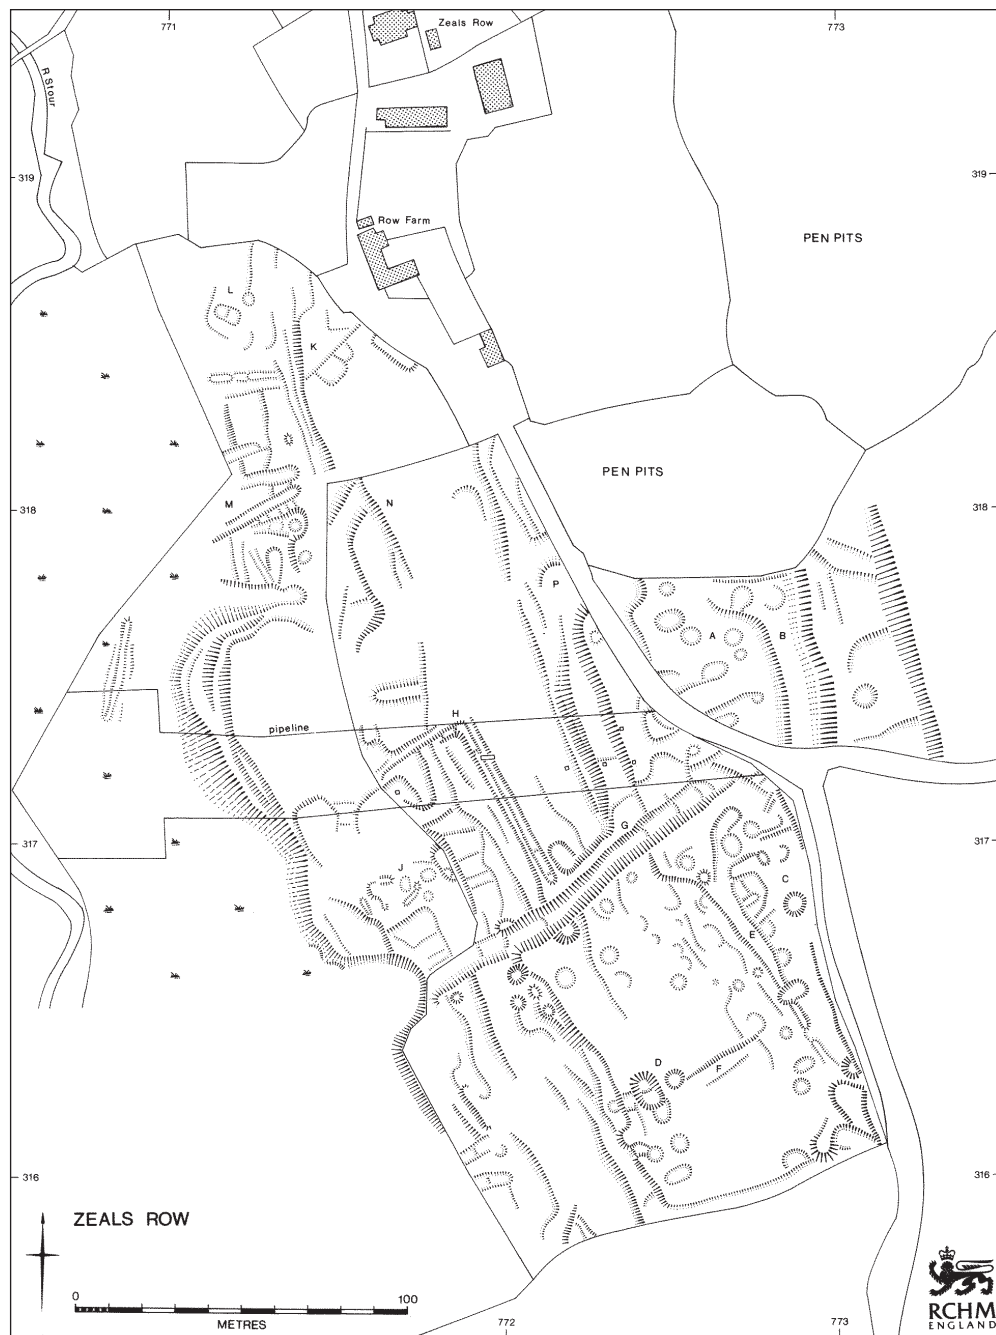 771
773
Zeals Row
R Stour
319
319
Row Farm
PEN PITS
L
K
PEN PITS
M
N
318
318
P
A
B
H
pipeline
G
317
317
J
C
E
D
F
316
316
ZEALS ROW
0
100
METRES
772
773
RCHM
ENGLAND